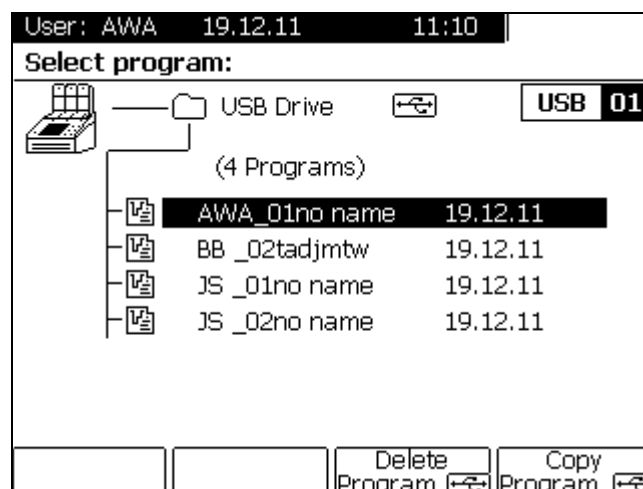 User: AWA 19.12.11 11:10
Select program:
USB Drive USB 01
(4 Programs)
AWA_01no name 19.12.11
BB _02tadjmtw 19.12.11
JS _01no name 19.12.11
JS _02no name 19.12.11
Delete Copy
Program Program